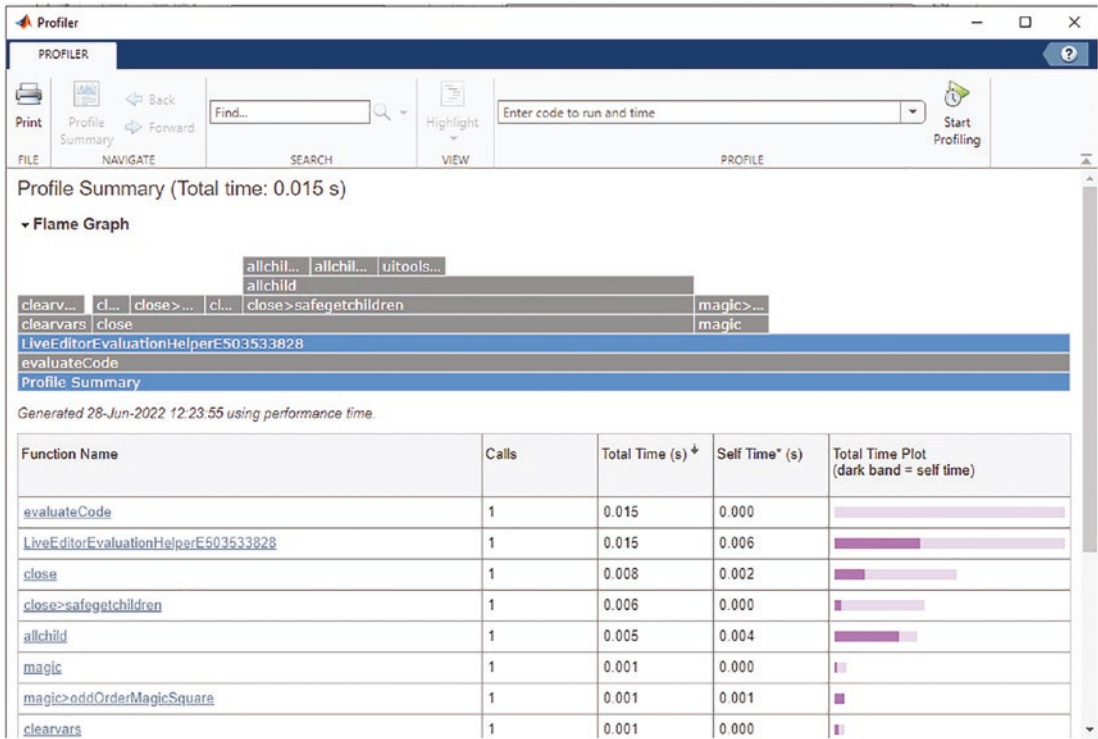 Profiler
PROFILER
?
Print
Profile Summary
Back
Forward
Find...
Highlight
Enter code to run and time
Start Profiling
FILE NAVIGATE SEARCH VIEW PROFILE
Profile Summary (Total time: 0.015 s)
Flame Graph
allchil... allchil... uitools...
allchild
clearv... cl... close>... cl... close>safegetchildren magic>...
clearvars close magic
LiveEditorEvaluationHelperE503533828
evaluateCode
Profile Summary
Generated 28-Jun-2022 12:23:55 using performance time.
Function Name Calls Total Time (s) Self Time* (s) Total Time Plot
(dark band = self time)
evaluateCode 1 0.015 0.000
LiveEditorEvaluationHelperE503533828 1 0.015 0.006
close 1 0.008 0.002
close>safegetchildren 1 0.006 0.000
allchild 1 0.005 0.004
magic 1 0.001 0.000
magic>oddOrderMagicSquare 1 0.001 0.001
clearvars 1 0.001 0.000